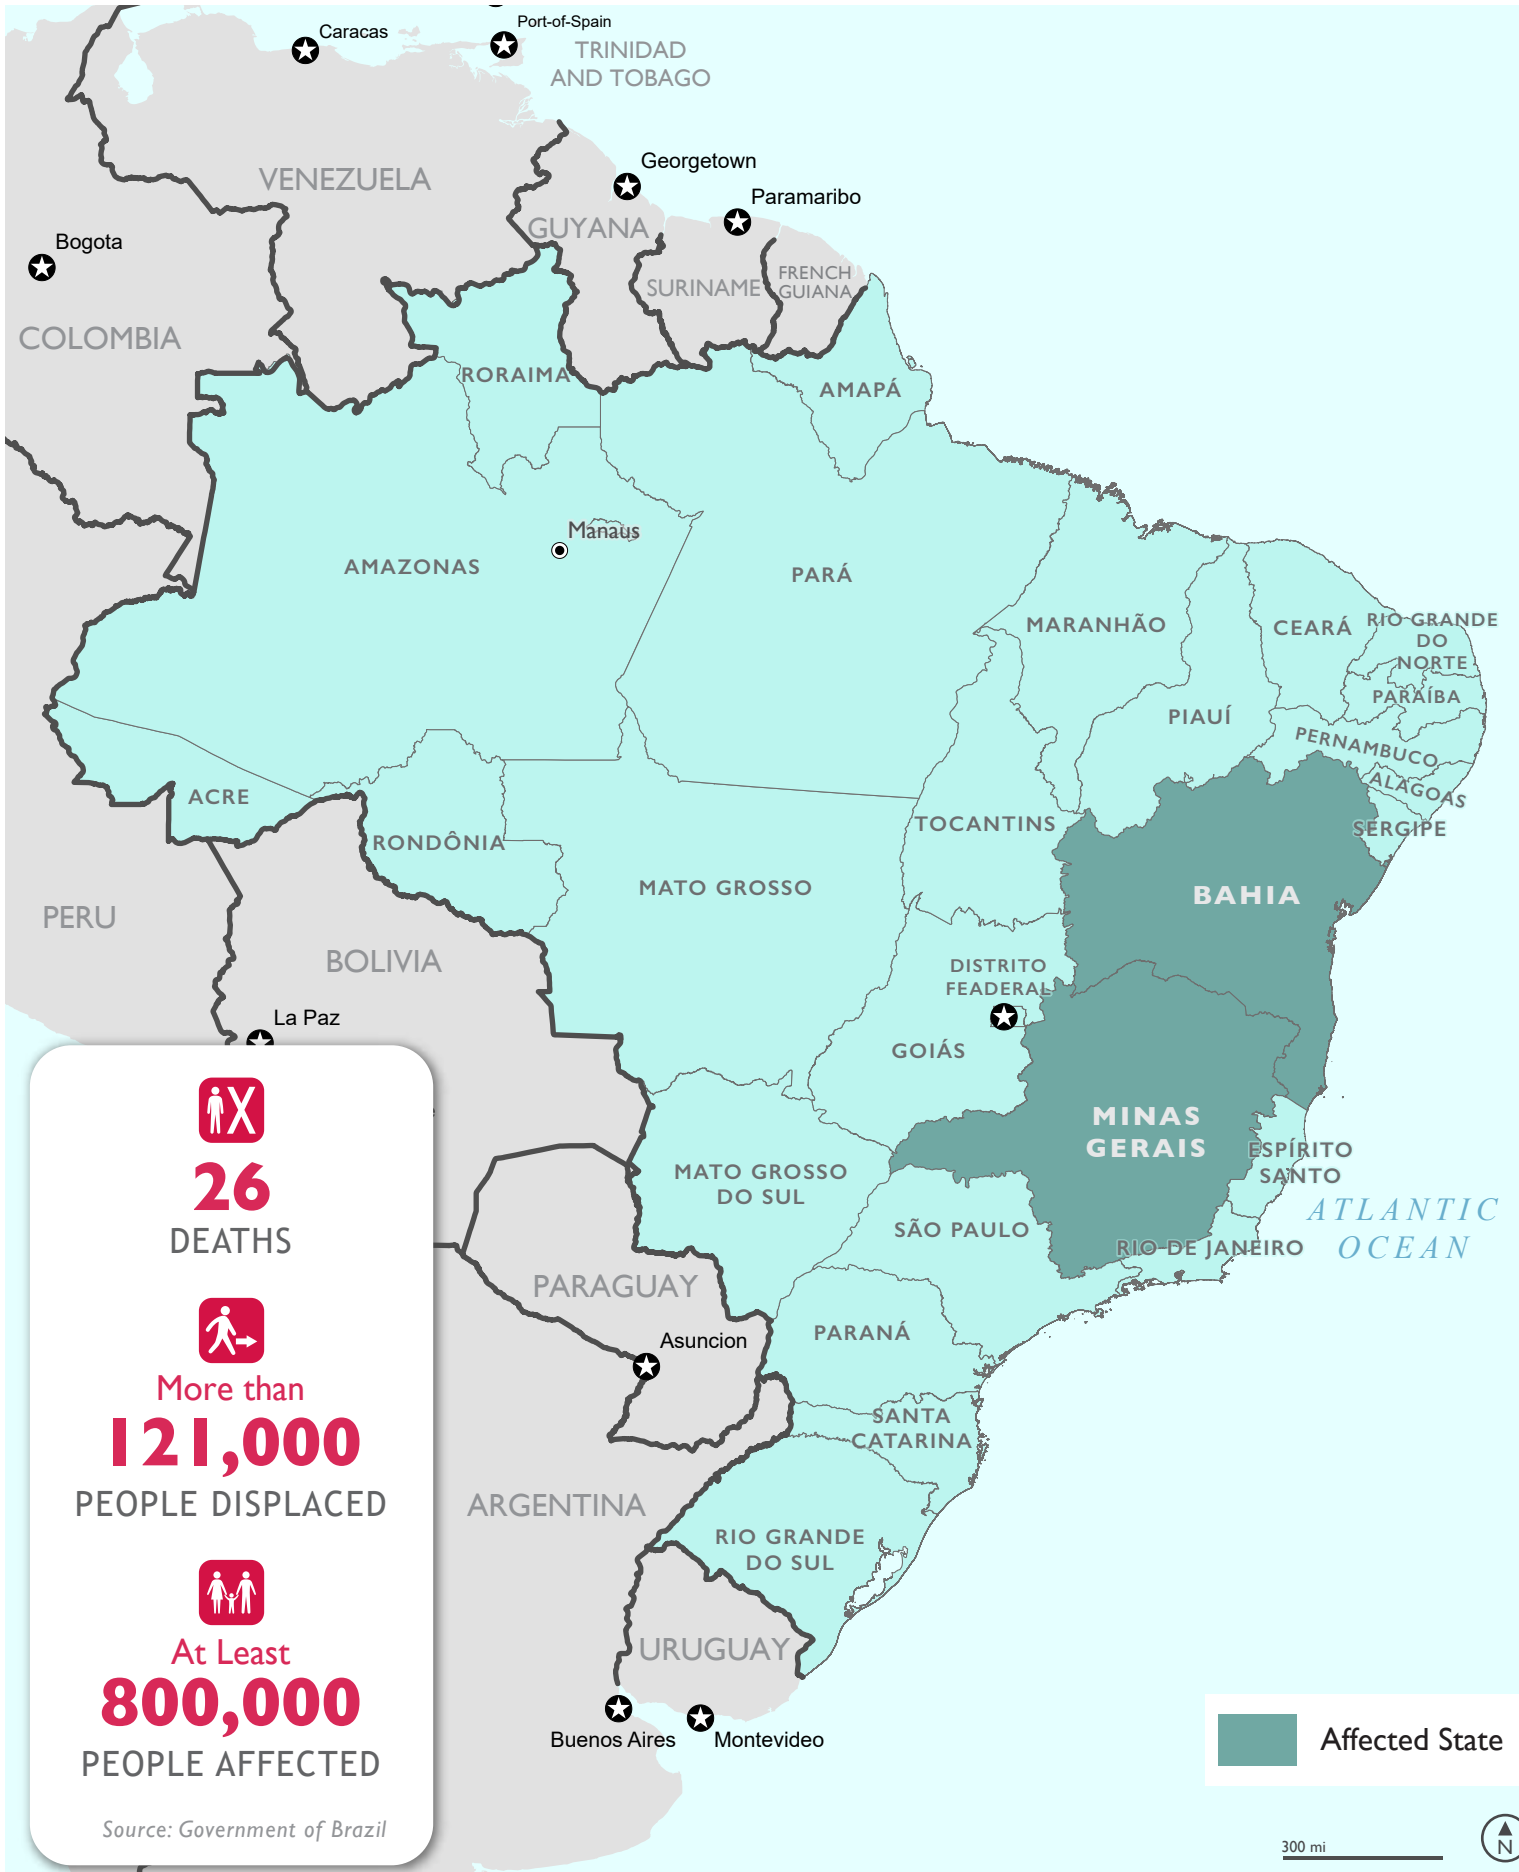 Port-of-Spain
Caracas
TRINIDAD
AND TOBAGO
Georgetown
VENEZUELA
Paramaribo
GUYANA
Bogota
FRENCH
GUIANA
SURINAME
COLOMBIA
RORAIMA
AMAPÁ
Manaus
AMAZONAS
PARÁ
MARANHÃO
CEARÁ
RIO GRANDE
DO
NORTE
PARAÍBA
PIAUÍ
PERNAMBUCO
ALAGOAS
ACRE
TOCANTINS
SERGIPE
RONDÔNIA
MATO GROSSO
BAHIA
PERU
BOLIVIA
DISTRITO
FEADERAL
La Paz
GOIÁS
MINAS
GERAIS
ESPÍRITO
SANTO
MATO GROSSO
DO SUL
ATLANTIC
OCEAN
SÃO PAULO
RIO DE JANEIRO
PARAGUAY
PARANÁ
Asuncion
SANTA
CATARINA
ARGENTINA
RIO GRANDE
DO SUL
URUGUAY
Buenos Aires
Montevideo
26
DEATHS
More than
121,000
PEOPLE DISPLACED
At Least
800,000
PEOPLE AFFECTED
Source: Government of Brazil
Affected State
300 mi
N